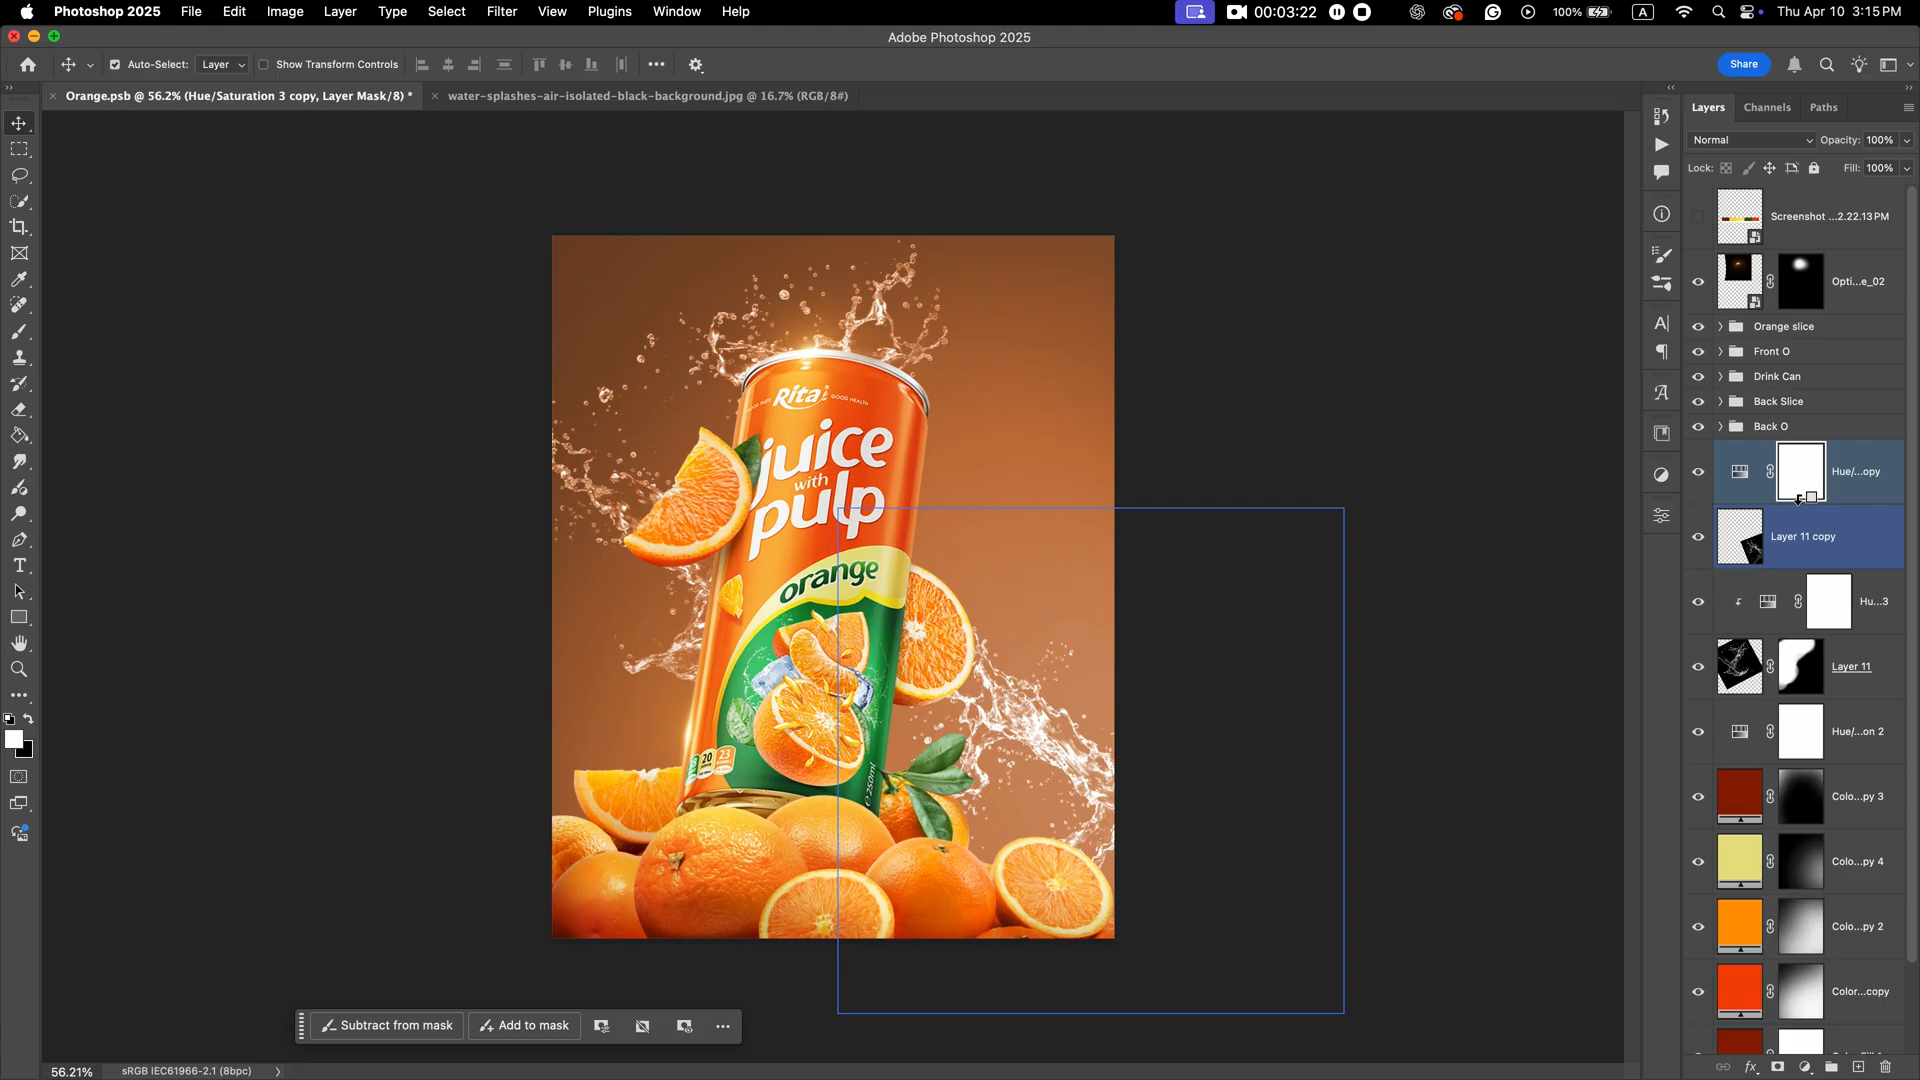 Photoshop 2025 File Edit Image Layer Type Select Filter View Plugins Window Help
00:03:22
100%
A
Thu Apr 10 3:15 PM
Adobe Photoshop 2025
Auto-Select: Layer Show Transform Controls
Share
Orange.psb @ 56.2% (Hue/Saturation 3 copy, Layer Mask/8) *
water-splashes-air-isolated-black-background.jpg @ 16.7% (RGB/8#)
Layers Channels Paths
Normal Opacity: 100%
Lock: Fill: 100%
Screenshot ...2.22.13 PM
Opti...e_02
Orange slice
Front O
Drink Can
Back Slice
Back O
Hue/...opy
Layer 11 copy
Hu...3
Layer 11
Hue/...on 2
Colo...py 3
Colo...py 4
Colo...py 2
Color...copy
Rita
GOOD HEALTH
juice
with
pulp
orange
20
23
℮ 250ml
Subtract from mask Add to mask
56.21% sRGB IEC61966-2.1 (8bpc)